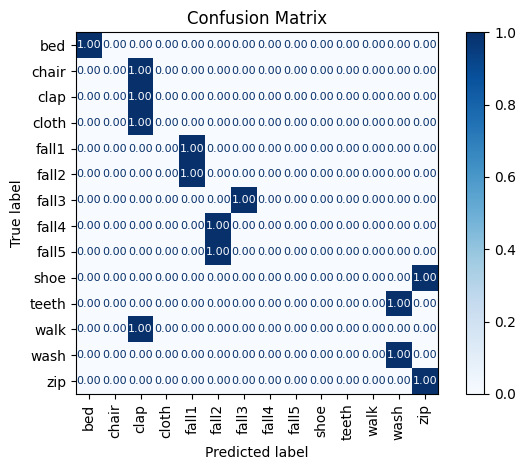 Confusion Matrix
True label
bed 1.00 0.00 0.00 0.00 0.00 0.00 0.00 0.00 0.00 0.00 0.00 0.00 0.00 0.00
chair 0.00 0.00 1.00 0.00 0.00 0.00 0.00 0.00 0.00 0.00 0.00 0.00 0.00 0.00
clap 0.00 0.00 1.00 0.00 0.00 0.00 0.00 0.00 0.00 0.00 0.00 0.00 0.00 0.00
cloth 0.00 0.00 1.00 0.00 0.00 0.00 0.00 0.00 0.00 0.00 0.00 0.00 0.00 0.00
fall1 0.00 0.00 0.00 0.00 1.00 0.00 0.00 0.00 0.00 0.00 0.00 0.00 0.00 0.00
fall2 0.00 0.00 0.00 0.00 1.00 0.00 0.00 0.00 0.00 0.00 0.00 0.00 0.00 0.00
fall3 0.00 0.00 0.00 0.00 0.00 0.00 1.00 0.00 0.00 0.00 0.00 0.00 0.00 0.00
fall4 0.00 0.00 0.00 0.00 0.00 1.00 0.00 0.00 0.00 0.00 0.00 0.00 0.00 0.00
fall5 0.00 0.00 0.00 0.00 0.00 1.00 0.00 0.00 0.00 0.00 0.00 0.00 0.00 0.00
shoe 0.00 0.00 0.00 0.00 0.00 0.00 0.00 0.00 0.00 0.00 0.00 0.00 0.00 1.00
teeth 0.00 0.00 0.00 0.00 0.00 0.00 0.00 0.00 0.00 0.00 0.00 0.00 1.00 0.00
walk 0.00 0.00 1.00 0.00 0.00 0.00 0.00 0.00 0.00 0.00 0.00 0.00 0.00 0.00
wash 0.00 0.00 0.00 0.00 0.00 0.00 0.00 0.00 0.00 0.00 0.00 0.00 1.00 0.00
zip 0.00 0.00 0.00 0.00 0.00 0.00 0.00 0.00 0.00 0.00 0.00 0.00 0.00 1.00
bed chair clap cloth fall1 fall2 fall3 fall4 fall5 shoe teeth walk wash zip
Predicted label
1.0
0.8
0.6
0.4
0.2
0.0